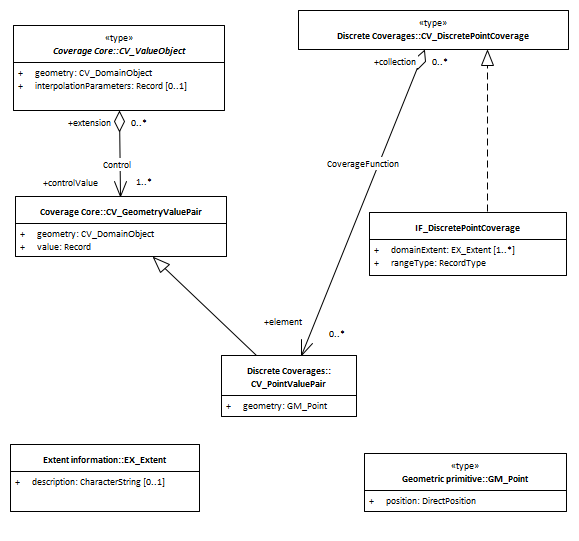 «type»
Coverage Core::CV_ValueObject
+ geometry: CV_DomainObject
+ interpolationParameters: Record [0..1]
«type»
Discrete Coverages::CV_DiscretePointCoverage
+collection 0..*
+extension 0..*
Control
+controlValue 1..*
CoverageFunction
Coverage Core::CV_GeometryValuePair
+ geometry: CV_DomainObject
+ value: Record
IF_DiscretePointCoverage
+ domainExtent: EX_Extent [1..*]
+ rangeType: RecordType
+element
0..*
Discrete Coverages::
CV_PointValuePair
+ geometry: GM_Point
Extent information::EX_Extent
+ description: CharacterString [0..1]
«type»
Geometric primitive::GM_Point
+ position: DirectPosition